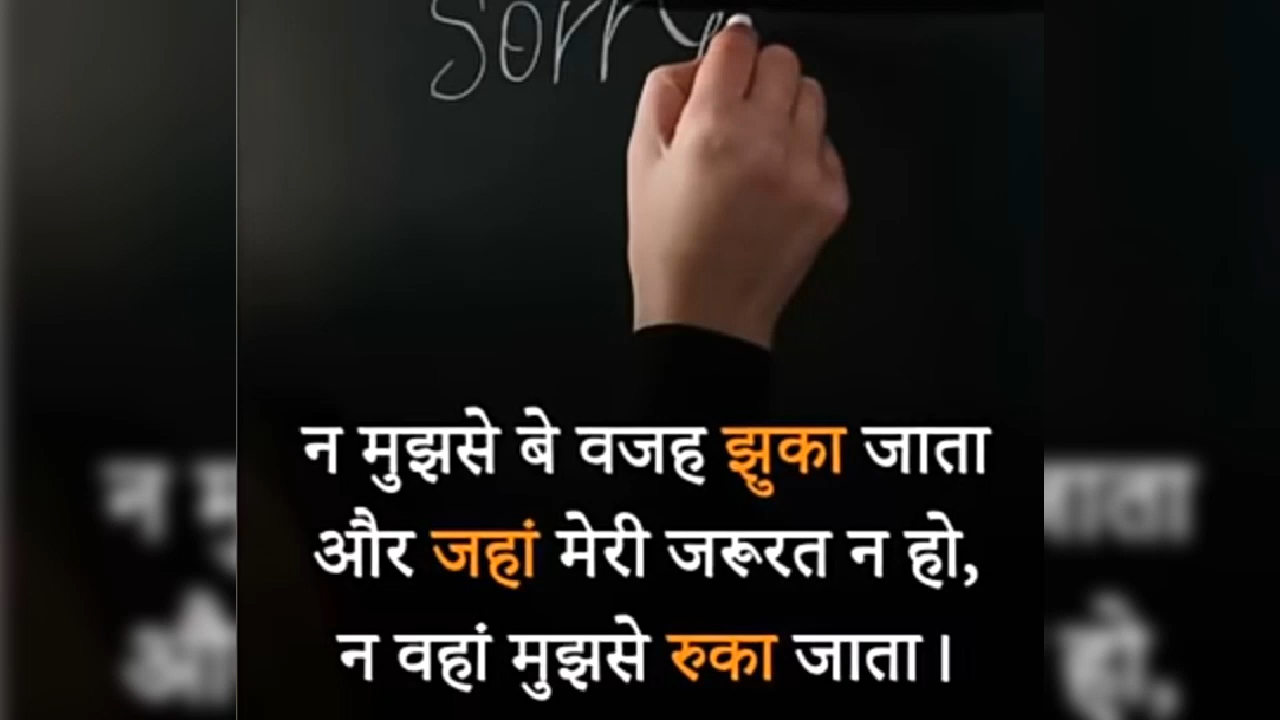 Sorry
न मुझसे बे वजह झुका जाता
और जहां मेरी जरूरत न हो,
न वहां मुझसे रुका जाता।